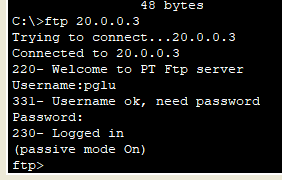 48 bytes
C:\>ftp 20.0.0.3
Trying to connect...20.0.0.3
Connected to 20.0.0.3
220- Welcome to PT Ftp server
Username:pglu
331- Username ok, need password
Password:
230- Logged in
(passive mode On)
ftp>